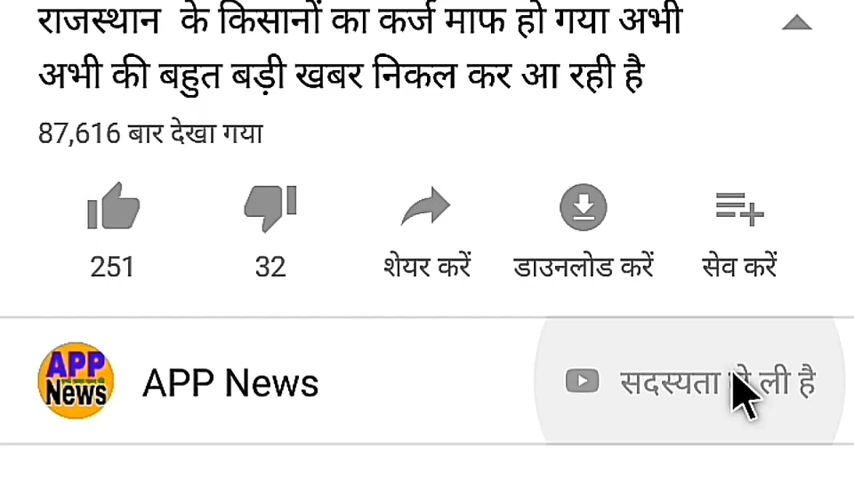 राजस्थान के किसानों का कर्ज माफ हो गया अभी
अभी की बहुत बड़ी खबर निकल कर आ रही है
87,616 बार देखा गया
251
32
शेयर करें
डाउनलोड करें
सेव करें
APP
News
APP News
सदस्यता ली है